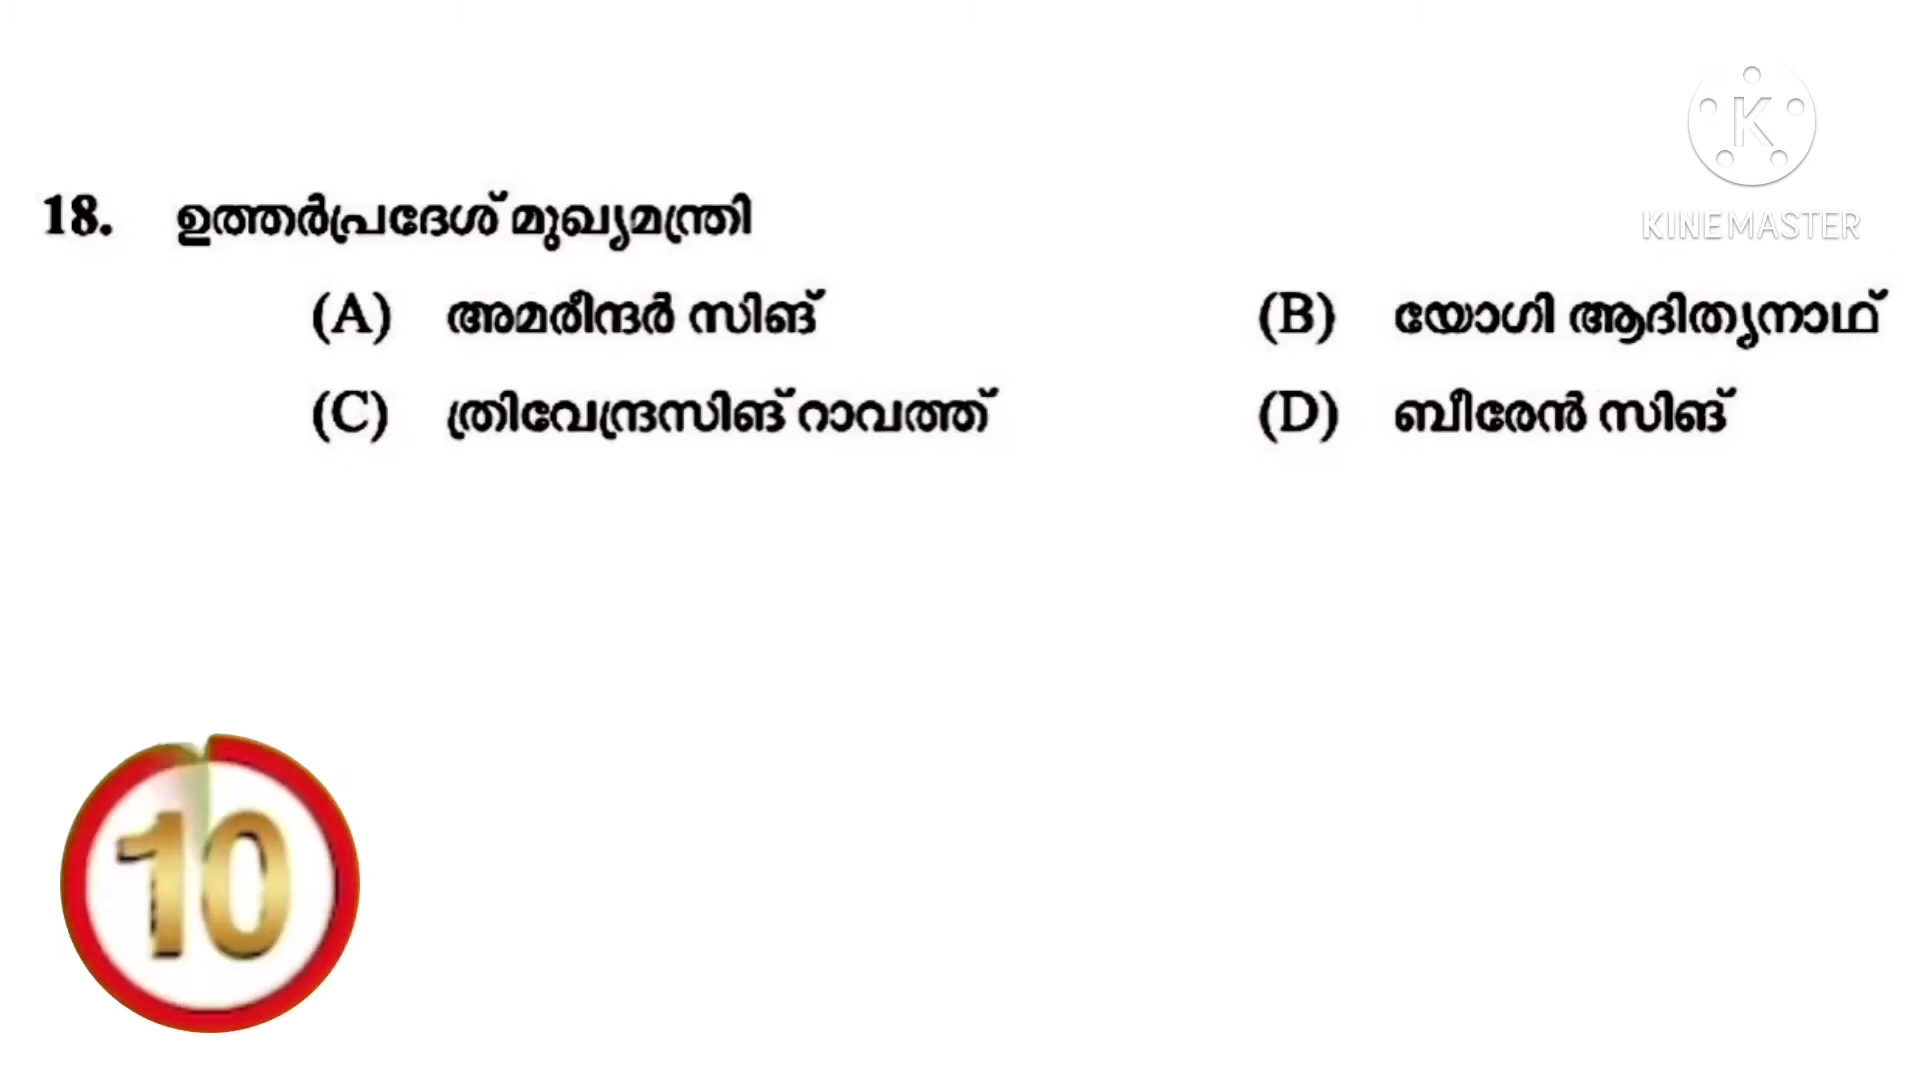 K
KINEMASTER
18. ഉത്തർപ്രദേശ് മുഖ്യമന്ത്രി
(A) അമരീന്ദർ സിങ് (B) യോഗി ആദിത്യനാഥ്
(C) ത്രിവേന്ദ്രസിങ് റാവത്ത് (D) ബീരേൻ സിങ്
10